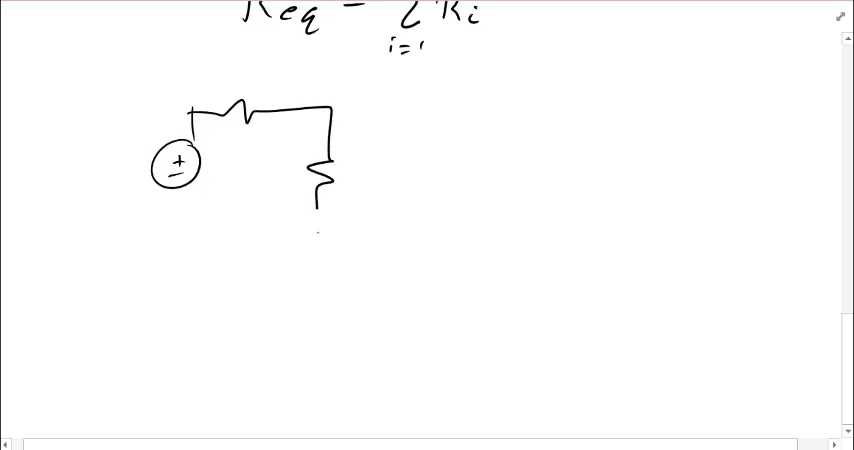 Req = Σ Ri
i=1
+
−